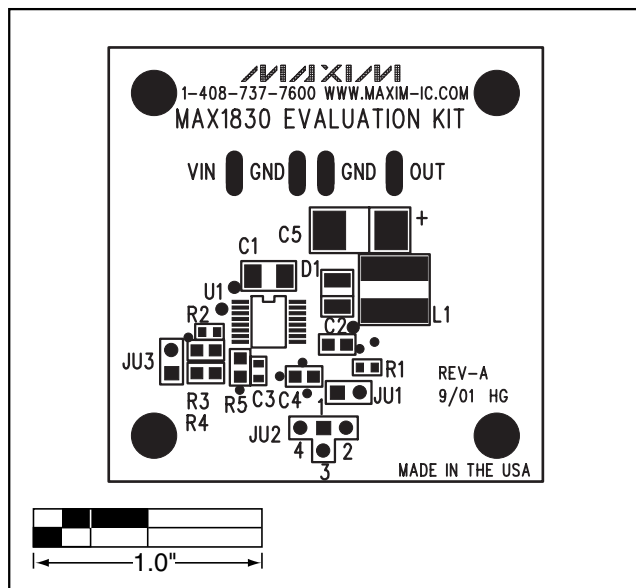 MAXIM
1-408-737-7600 WWW.MAXIM-IC.COM
MAX1830 EVALUATION KIT
VIN GND GND OUT
C5 +
C1
D1
U1
L1
R2
C2
JU3
R1
REV-A
R3
R5
C3
C4
JU1
9/01 HG
R4
1
JU2
4
2
3
MADE IN THE USA
1.0"